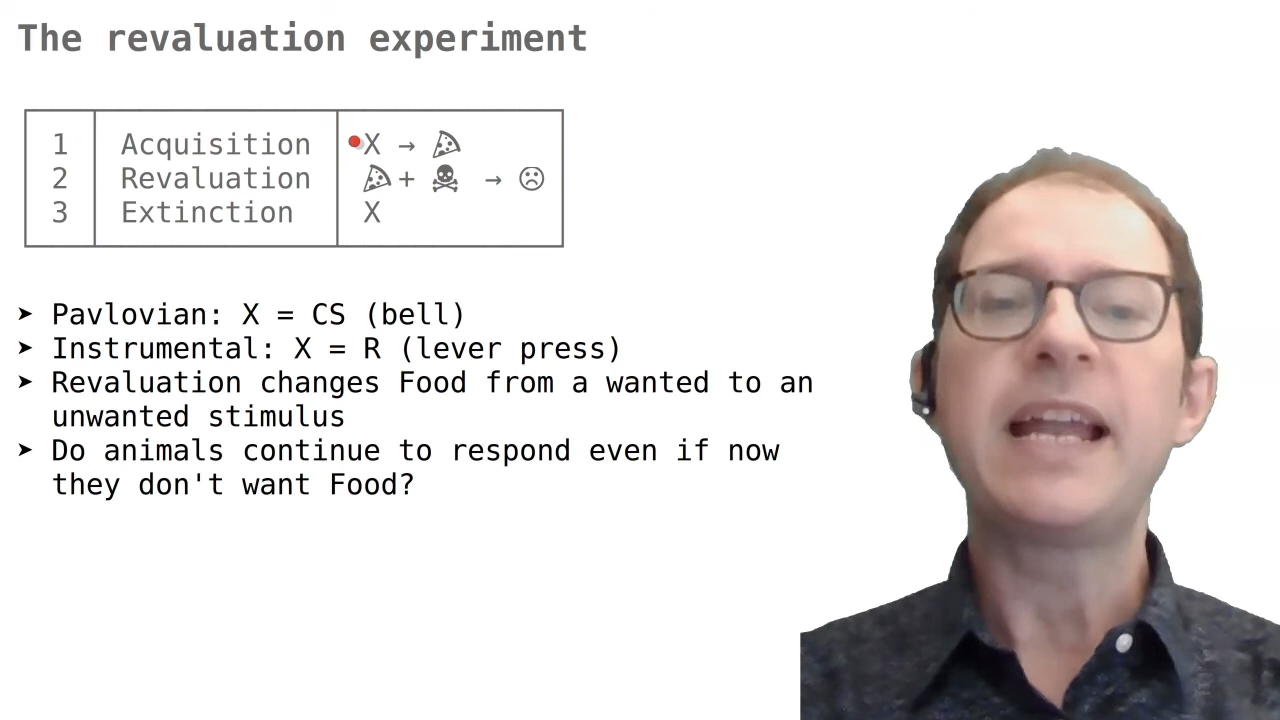 The revaluation experiment
1 Acquisition X → 🍕
2 Revaluation 🍕+ ☠ → ☹
3 Extinction X
➤ Pavlovian: X = CS (bell)
➤ Instrumental: X = R (lever press)
➤ Revaluation changes Food from a wanted to an
unwanted stimulus
➤ Do animals continue to respond even if now
they don't want Food?